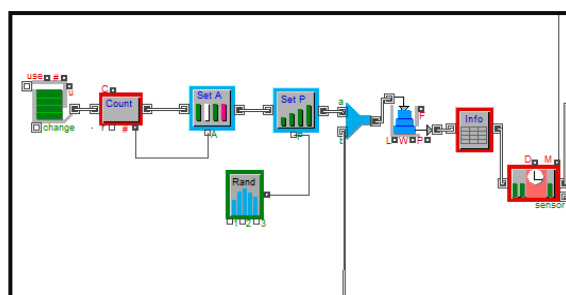 use #
u
change
C
Count
r #
Set A
A
Set P
P
Rand
1 2 3
a
b
F
L W P
Info
D M
sensor